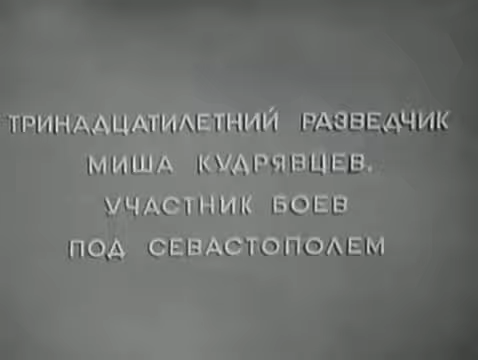 ТРИНАДЦАТИЛЕТНИЙ РАЗВЕДЧИК
МИША КУДРЯВЦЕВ.
УЧАСТНИК БОЕВ
ПОД СЕВАСТОПОЛЕМ